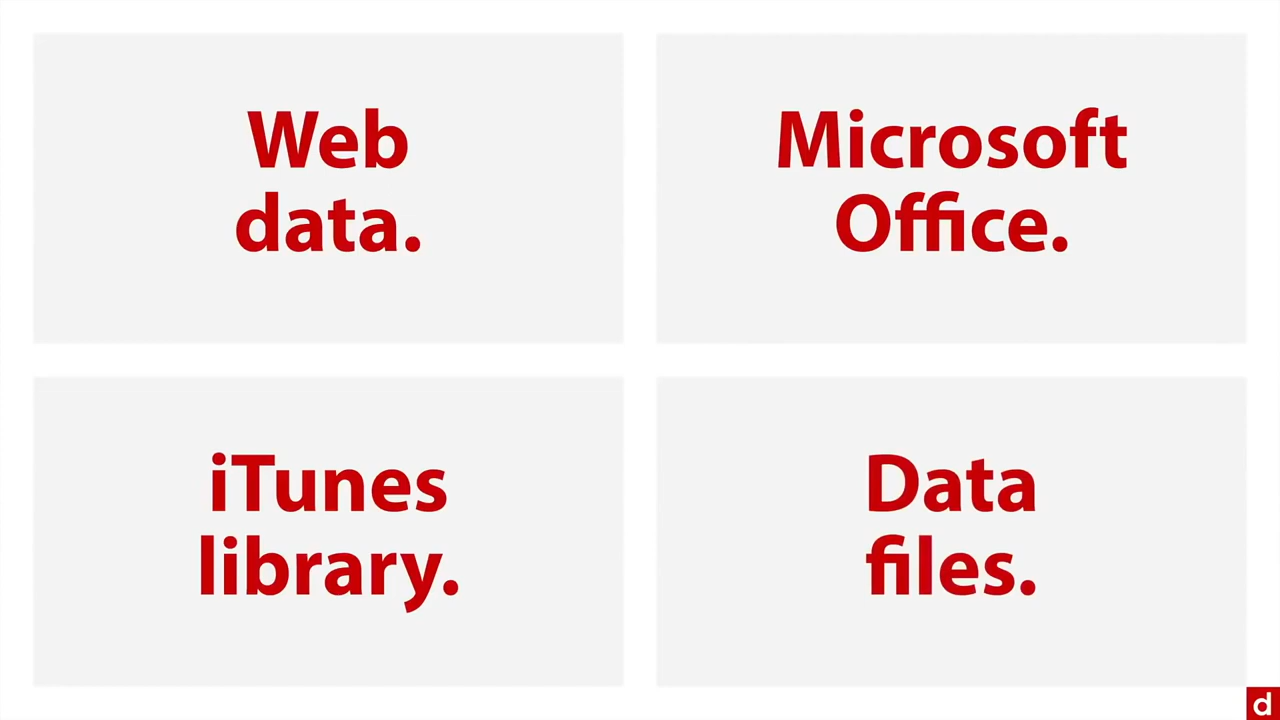 Web
data.
Microsoft
Office.
iTunes
library.
Data
files.
d